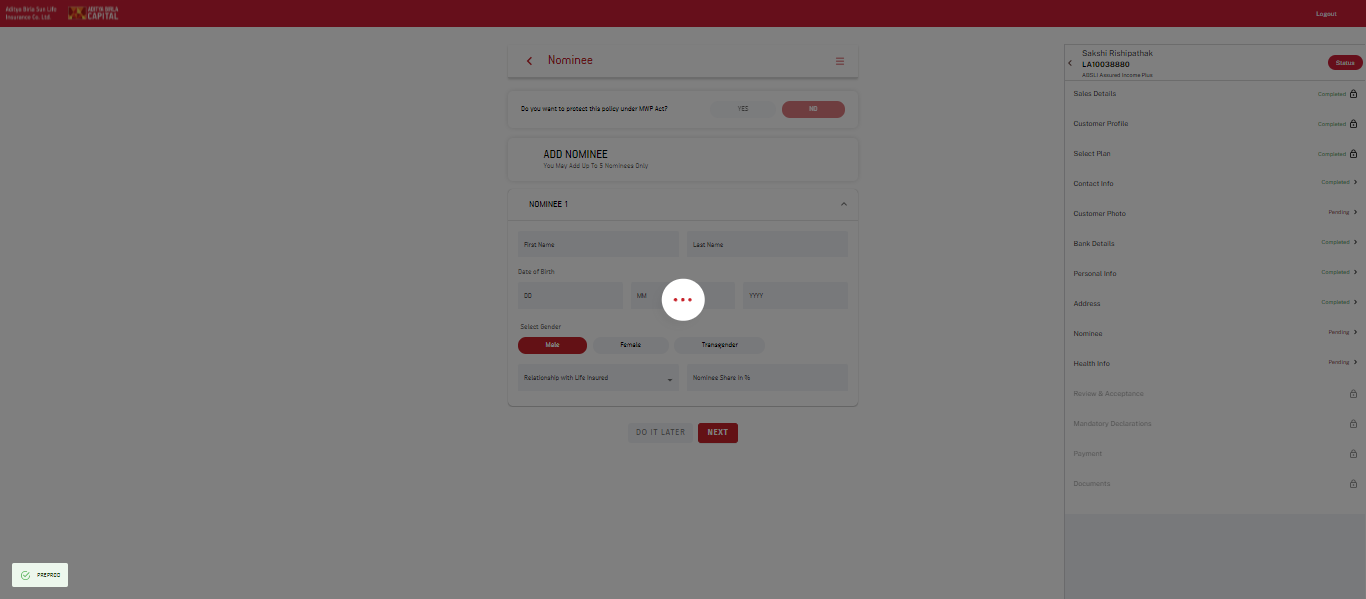 Aditya Birla Sun Life
Insurance Co. Ltd.
ADITYA BIRLA
CAPITAL
Logout
Nominee
Do you want to protect this policy under MWP Act?
YES
NO
ADD NOMINEE
You May Add Up To 5 Nominees Only
NOMINEE 1
First Name
Last Name
Date of Birth
DD
MM
YYYY
Select Gender
Male
Female
Transgender
Relationship with Life Insured
Nominee Share in %
DO IT LATER
NEXT
Sakshi Rishipathak
LA10038880
ABSLI Assured Income Plus
Status
Sales Details
Completed
Customer Profile
Completed
Select Plan
Completed
Contact Info
Completed
Customer Photo
Pending
Bank Details
Completed
Personal Info
Completed
Address
Completed
Nominee
Pending
Health Info
Pending
Review & Acceptance
Mandatory Declarations
Payment
Documents
PREPROD